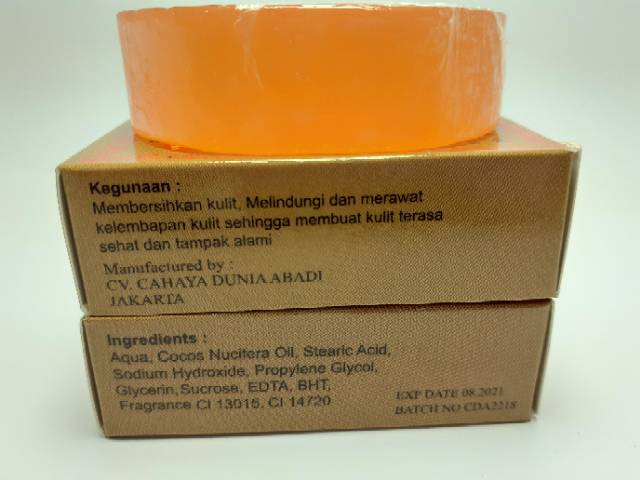 Kegunaan :
Membersihkan kulit, Melindungi dan merawat
kelembapan kulit sehingga membuat kulit terasa
sehat dan tampak alami
Manufactured by :
CV. CAHAYA DUNIA ABADI
JAKARTA
Ingredients :
Aqua, Cocos Nucifera Oil, Stearic Acid,
Sodium Hydroxide, Propylene Glycol,
Glycerin, Sucrose, EDTA, BHT,
Fragrance CI 13015, CI 14720
EXP DATE 08.2021
BATCH NO CDA2218